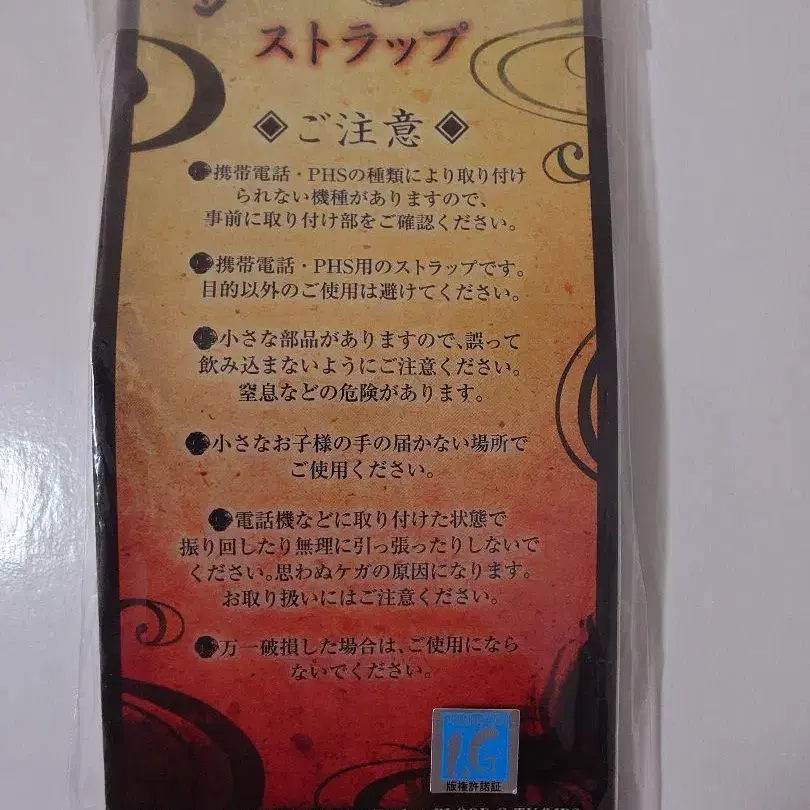 ストラップ
◈ご注意◈
●携帯電話・PHSの種類により取り付け
られない機種がありますので、
事前に取り付け部をご確認ください。
●携帯電話・PHS用のストラップです。
目的以外のご使用は避けてください。
●小さな部品がありますので、誤って
飲み込まないようにご注意ください。
窒息などの危険があります。
●小さなお子様の手の届かない場所で
ご使用ください。
●電話機などに取り付けた状態で
振り回したり無理に引っ張ったりしないで
ください。思わぬケガの原因になります。
お取り扱いにはご注意ください。
●万一破損した場合は、ご使用になら
ないでください。
I.G
版権許諾証